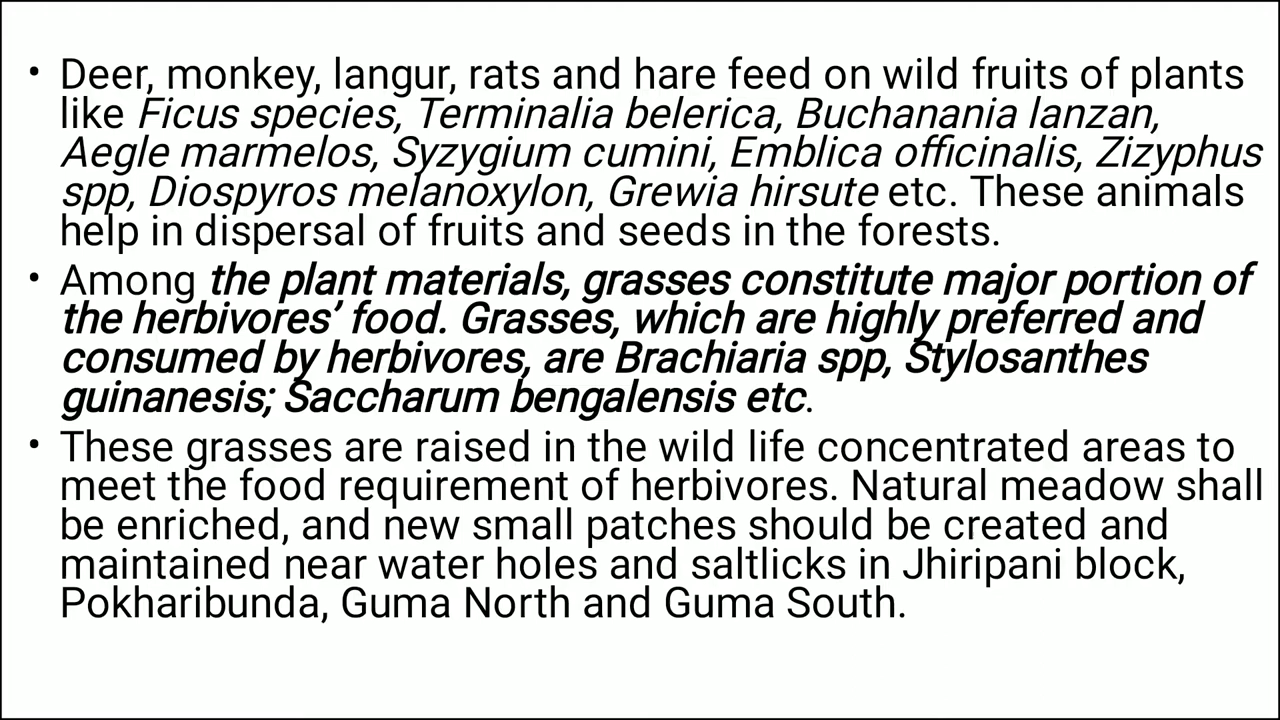 • Deer, monkey, langur, rats and hare feed on wild fruits of plants
like Ficus species, Terminalia belerica, Buchanania lanzan,
Aegle marmelos, Syzygium cumini, Emblica officinalis, Zizyphus
spp, Diospyros melanoxylon, Grewia hirsute etc. These animals
help in dispersal of fruits and seeds in the forests.
• Among the plant materials, grasses constitute major portion of
the herbivores’ food. Grasses, which are highly preferred and
consumed by herbivores, are Brachiaria spp, Stylosanthes
guinanesis; Saccharum bengalensis etc.
• These grasses are raised in the wild life concentrated areas to
meet the food requirement of herbivores. Natural meadow shall
be enriched, and new small patches should be created and
maintained near water holes and saltlicks in Jhiripani block,
Pokharibunda, Guma North and Guma South.